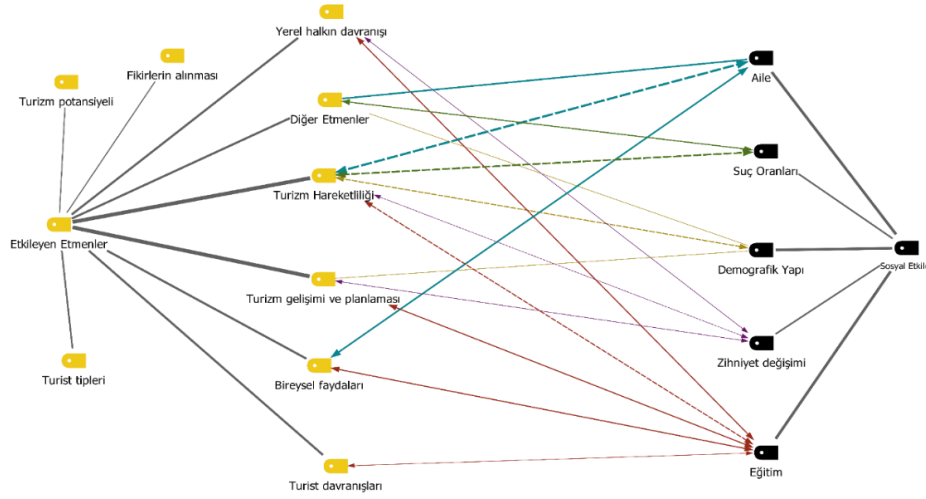 Yerel halkın davranışı
Fikirlerin alınması
Turizm potansiyeli
Diğer Etmenler
Turizm Hareketliliği
Etkileyen Etmenler
Turizm gelişimi ve planlaması
Turist tipleri
Bireysel faydaları
Turist davranışları
Aile
Suç Oranları
Demografik Yapı
Sosyal Etkile
Zihniyet değişimi
Eğitim